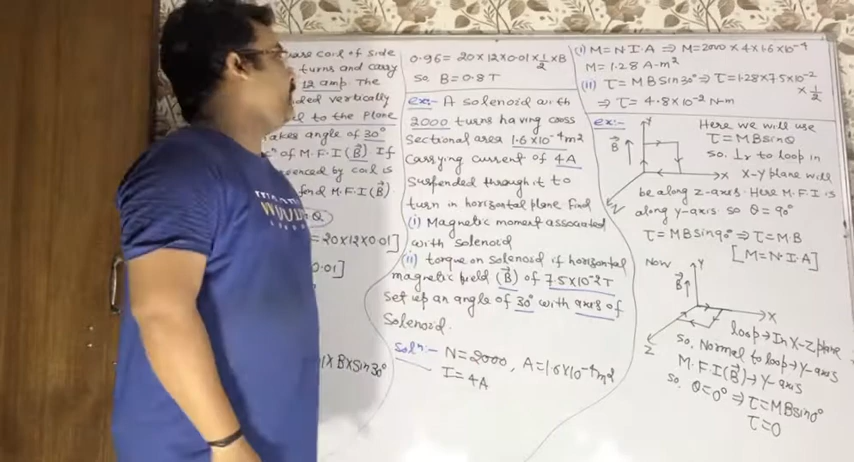 uare coil of side
turns and carry
12 amp The
ded vertically
l to the plane
akes angle of 30°
cn of M.F.I (B⃗) If
ienced by coil is
find M.F.I (B⃗)
= 20×12×0.01]
0.01]
1×B×Sin30°
0.96 = 20×12×0.01×1/2×B
So, B = 0.8 T
ex:- A solenoid with
2000 turns having cross
Sectional area 1.6×10⁻⁴m²
Carrying current of 4A
Suspended through it to
turn in horizontal plane find
(i) Magnetic moment associated
with solenoid
(ii) torque on solenoid if horizontal
magnetic field (B⃗) of 7.5×10⁻²T
Set up an angle of 30° with axis of
Solenoid.
Solⁿ:- N=2000, A=1.6×10⁻⁴m²
I=4A
(i) M=N·I·A ⇒ M=2000×4×1.6×10⁻⁴
M = 1.28 A-m²
(ii) τ=MBSin30° ⇒ τ=1.28×7.5×10⁻²×1/2
⇒ τ = 4.8×10⁻² N-m
ex:-
Y
B⃗
X
Z
Here we will use
τ=MBsinθ
So, ⊥r to loop in
X-Y plane will
be along z-axis. Here M.F.I is
along Y-axis so θ=90°
τ=MBsin90° ⇒ τ=M·B
[M=N·I·A]
Now
Y
B⃗
X
Z
loop→In X-Z plane
So, Normal to loop→Y-axis
M.F.I (B⃗)→Y-axis
So, θ=0° ⇒ τ=MBsin0°
τ=0